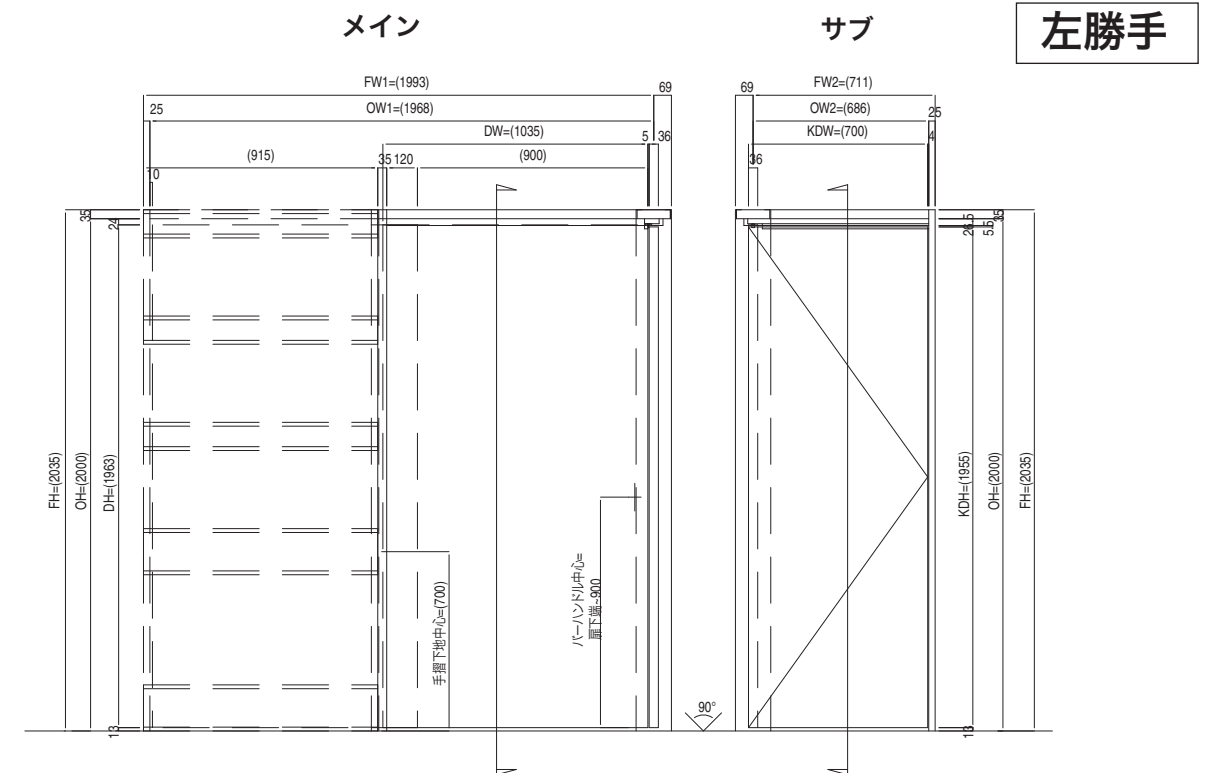 メイン
サブ
左勝手
FW1=(1993)
69
69
FW2=(711)
25
OW1=(1968)
OW2=(686)
25
DW=(1035)
5
36
KDW=(700)
4
(915)
35
120
(900)
36
10
35
24
26.5
5.5
35
FH=(2035)
OH=(2000)
DH=(1963)
KDH=(1955)
OH=(2000)
FH=(2035)
手摺下地中心=(700)
バーハンドル中心=
扉下端~900
90°
13
13